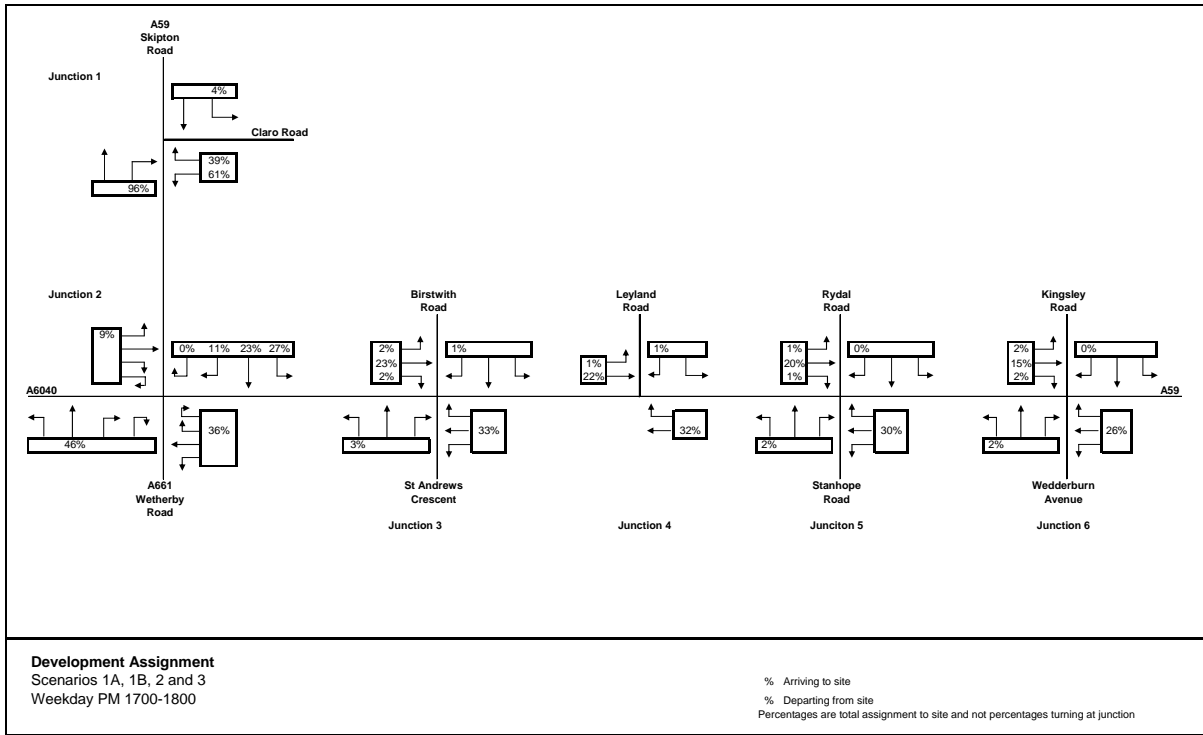 A59
Skipton
Road
Junction 1
4%
Claro Road
39%
61%
96%
Junction 2
Birstwith
Road
Leyland
Road
Rydal
Road
Kingsley
Road
9%
0% 11% 23% 27%
2%
23%
2%
1%
1%
22%
1%
1%
20%
1%
0%
2%
15%
2%
0%
A6040
A59
46%
36%
3%
33%
32%
2%
30%
2%
26%
A661
Wetherby
Road
St Andrews
Crescent
Stanhope
Road
Wedderburn
Avenue
Junction 3
Junction 4
Junciton 5
Junction 6
Development Assignment
Scenarios 1A, 1B, 2 and 3
Weekday PM 1700-1800
% Arriving to site
% Departing from site
Percentages are total assignment to site and not percentages turning at junction